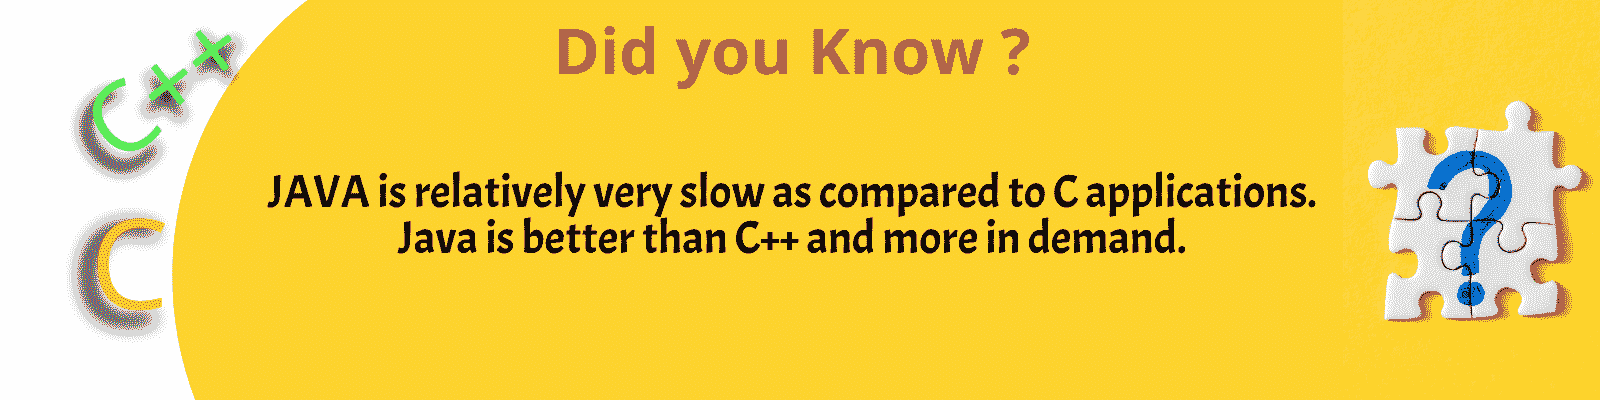 C++
Did you Know ?
C
JAVA is relatively very slow as compared to C applications.
Java is better than C++ and more in demand.
?